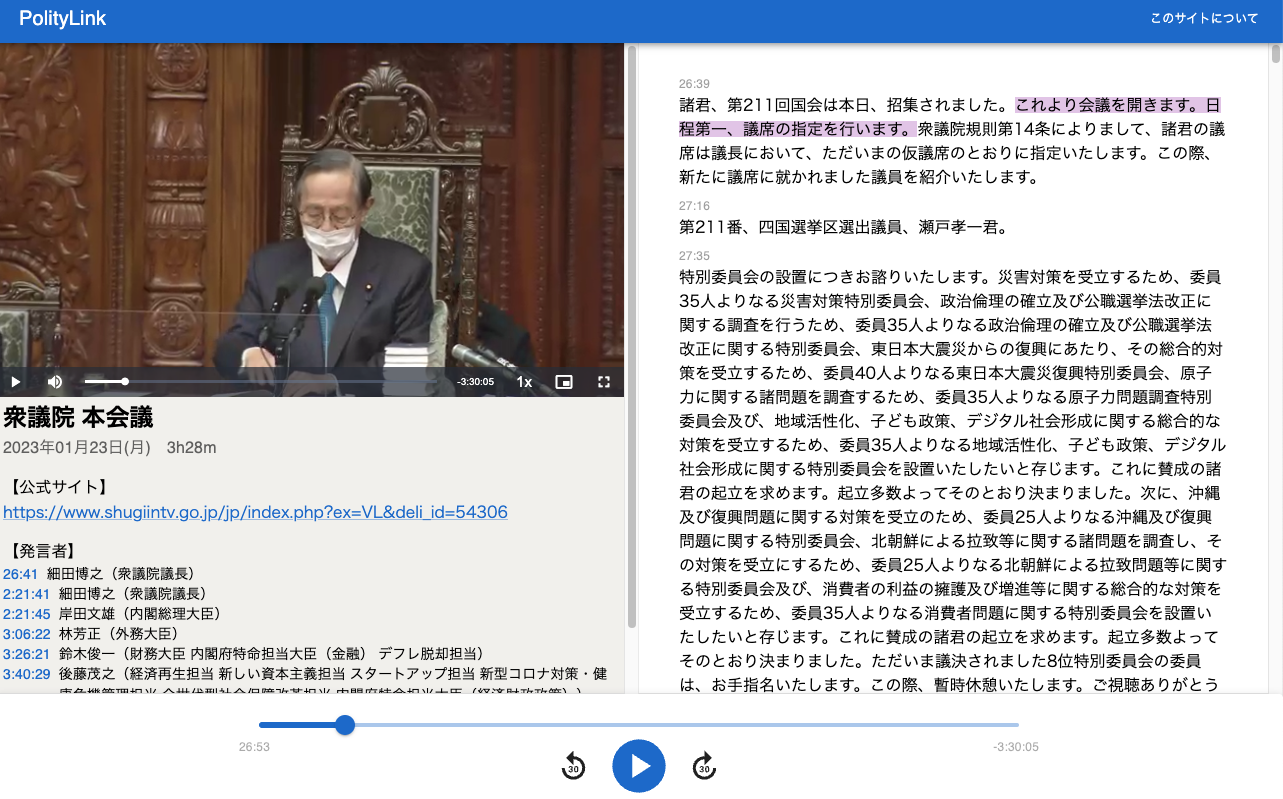 PolityLink
このサイトについて
-3:30:05
1x
衆議院 本会議
2023年01月23日(月) 3h28m
【公式サイト】
https://www.shugiintv.go.jp/jp/index.php?ex=VL&deli_id=54306
【発言者】
26:41 細田博之（衆議院議長）
2:21:41 細田博之（衆議院議長）
2:21:45 岸田文雄（内閣総理大臣）
3:06:22 林芳正（外務大臣）
3:26:21 鈴木俊一（財務大臣 内閣府特命担当大臣（金融） デフレ脱却担当）
3:40:29 後藤茂之（経済再生担当 新しい資本主義担当 スタートアップ担当 新型コロナ対策・健
26:39
諸君、第211回国会は本日、招集されました。これより会議を開きます。日
程第一、議席の指定を行います。衆議院規則第14条によりまして、諸君の議
席は議長において、ただいまの仮議席のとおりに指定いたします。この際、
新たに議席に就かれました議員を紹介いたします。
27:16
第211番、四国選挙区選出議員、瀬戸孝一君。
27:35
特別委員会の設置につきお諮りいたします。災害対策を受立するため、委員
35人よりなる災害対策特別委員会、政治倫理の確立及び公職選挙法改正に
関する調査を行うため、委員35人よりなる政治倫理の確立及び公職選挙法
改正に関する特別委員会、東日本大震災からの復興にあたり、その総合的対
策を受立するため、委員40人よりなる東日本大震災復興特別委員会、原子
力に関する諸問題を調査するため、委員35人よりなる原子力問題調査特別
委員会及び、地域活性化、子ども政策、デジタル社会形成に関する総合的な
対策を受立するため、委員35人よりなる地域活性化、子ども政策、デジタル
社会形成に関する特別委員会を設置いたしたいと存じます。これに賛成の諸
君の起立を求めます。起立多数よってそのとおり決まりました。次に、沖縄
及び復興問題に関する対策を受立のため、委員25人よりなる沖縄及び復興
問題に関する特別委員会、北朝鮮による拉致等に関する諸問題を調査し、そ
の対策を受立にするため、委員25人よりなる北朝鮮による拉致問題等に関す
る特別委員会及び、消費者の利益の擁護及び増進等に関する総合的な対策を
受立するため、委員35人よりなる消費者問題に関する特別委員会を設置い
たしたいと存じます。これに賛成の諸君の起立を求めます。起立多数よって
そのとおり決まりました。ただいま議決されました8位特別委員会の委員
は、お手指名いたします。この際、暫時休憩いたします。ご視聴ありがとう
26:53
-3:30:05
30
30